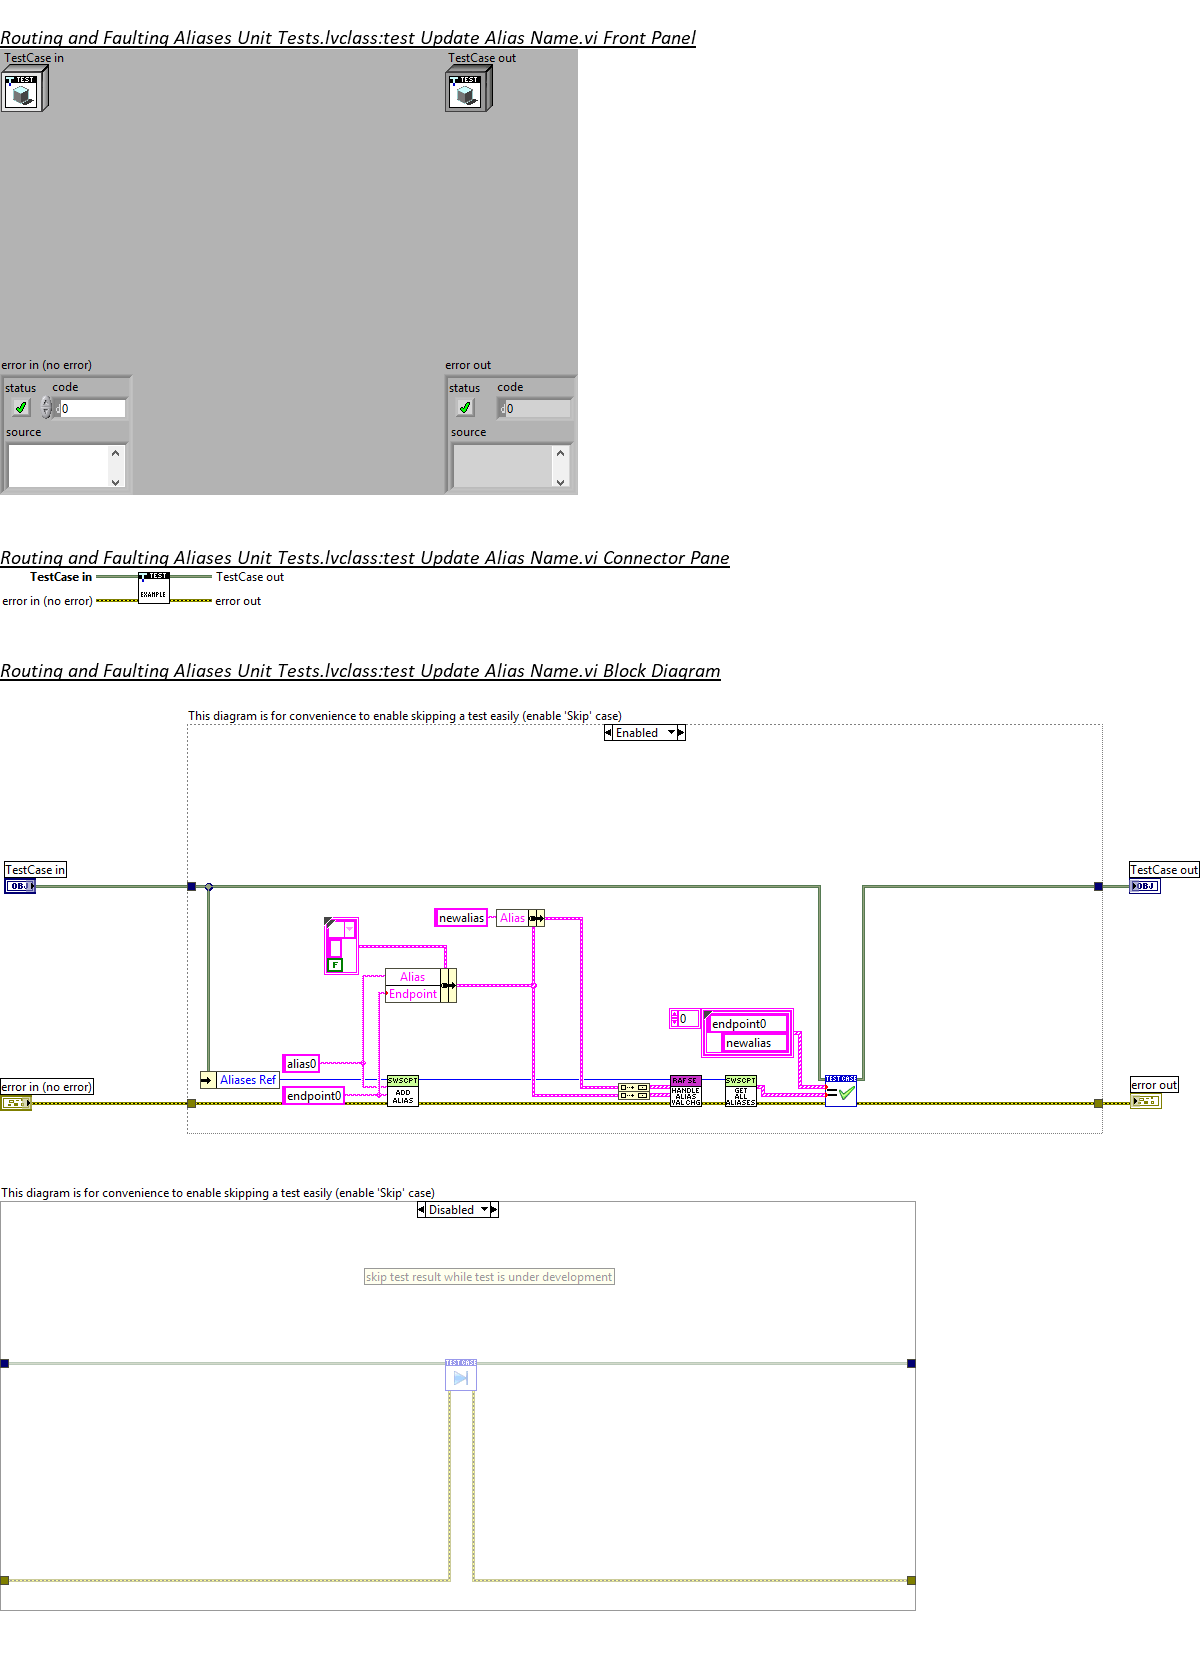 Routing and Faulting Aliases Unit Tests.lvclass:test Update Alias Name.vi Front Panel
TestCase in
TestCase out
TEST
TEST
error in (no error)
error out
status
code
status
code
d0
d0
source
source
Routing and Faulting Aliases Unit Tests.lvclass:test Update Alias Name.vi Connector Pane
TestCase in
TEST
TestCase out
error in (no error)
EXAMPLE
error out
Routing and Faulting Aliases Unit Tests.lvclass:test Update Alias Name.vi Block Diagram
This diagram is for convenience to enable skipping a test easily (enable 'Skip' case)
Enabled
TestCase in
OBJ
TestCase out
OBJ
newalias
Alias
F
Alias
Endpoint
0
endpoint0
newalias
alias0
Aliases Ref
endpoint0
SWSCPT
ADD
ALIAS
RAFSE
HANDLE
ALIAS
VAL CHG
SWSCPT
GET
ALL
ALIASES
TEST CASE
error in (no error)
error out
This diagram is for convenience to enable skipping a test easily (enable 'Skip' case)
Disabled
skip test result while test is under development
TEST CASE